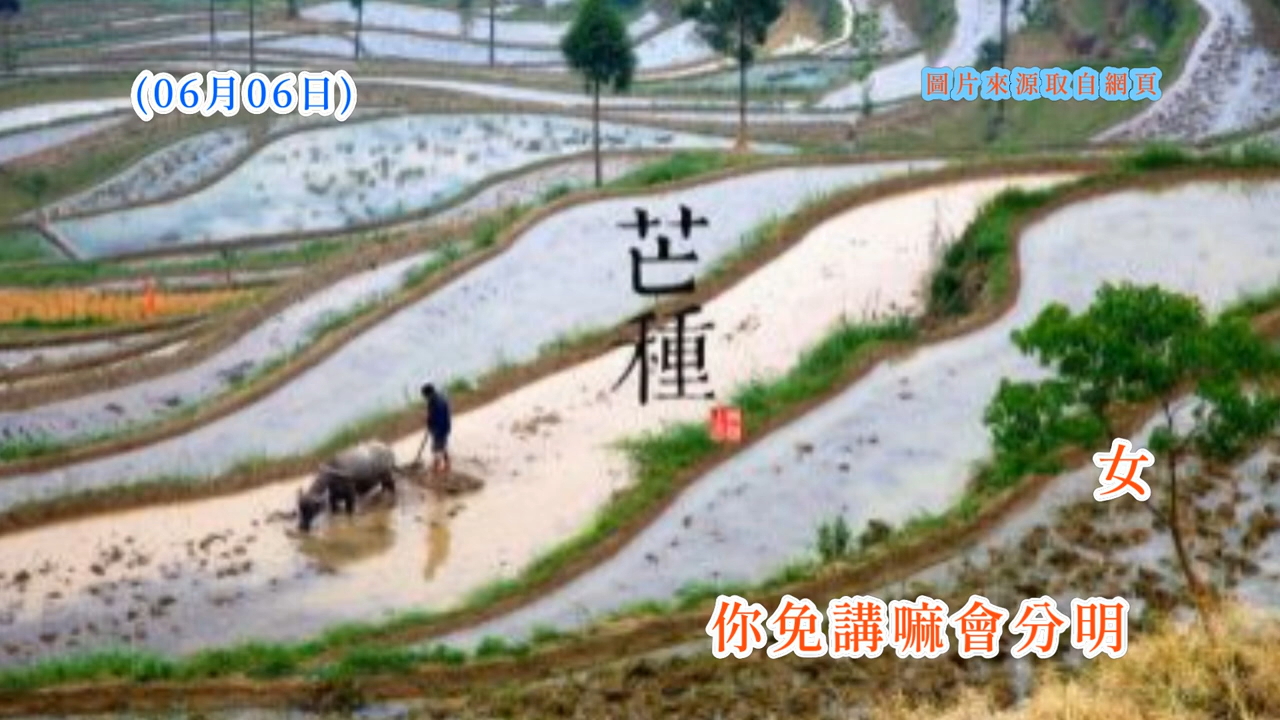 (06月06日)
圖片來源取自網頁
芒種
女
你免講嘛會分明